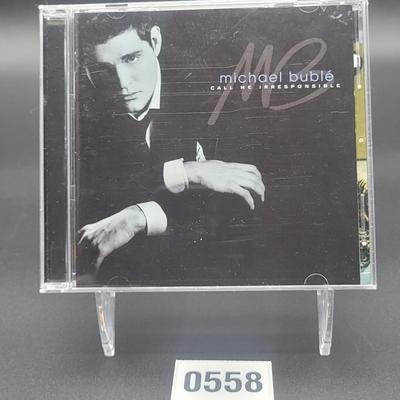 MB
michael bublé
CALL ME IRRESPONSIBLE
0558